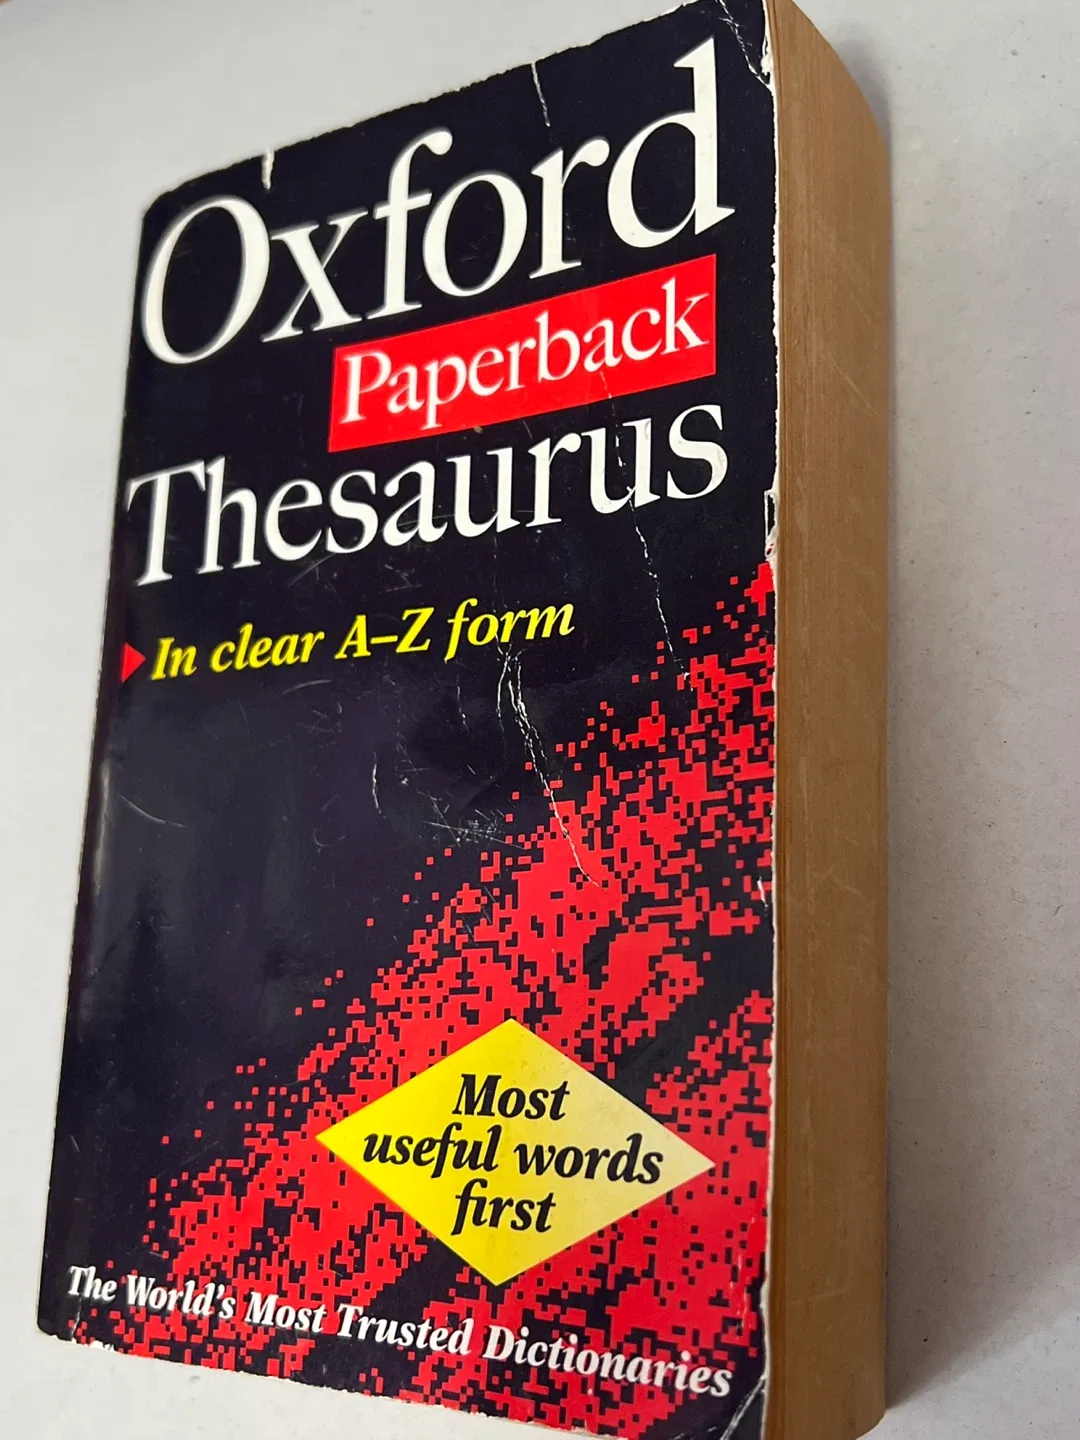 Oxford
Paperback
Thesaurus
In clear A–Z form
Most
useful words
first
The World's Most Trusted Dictionaries